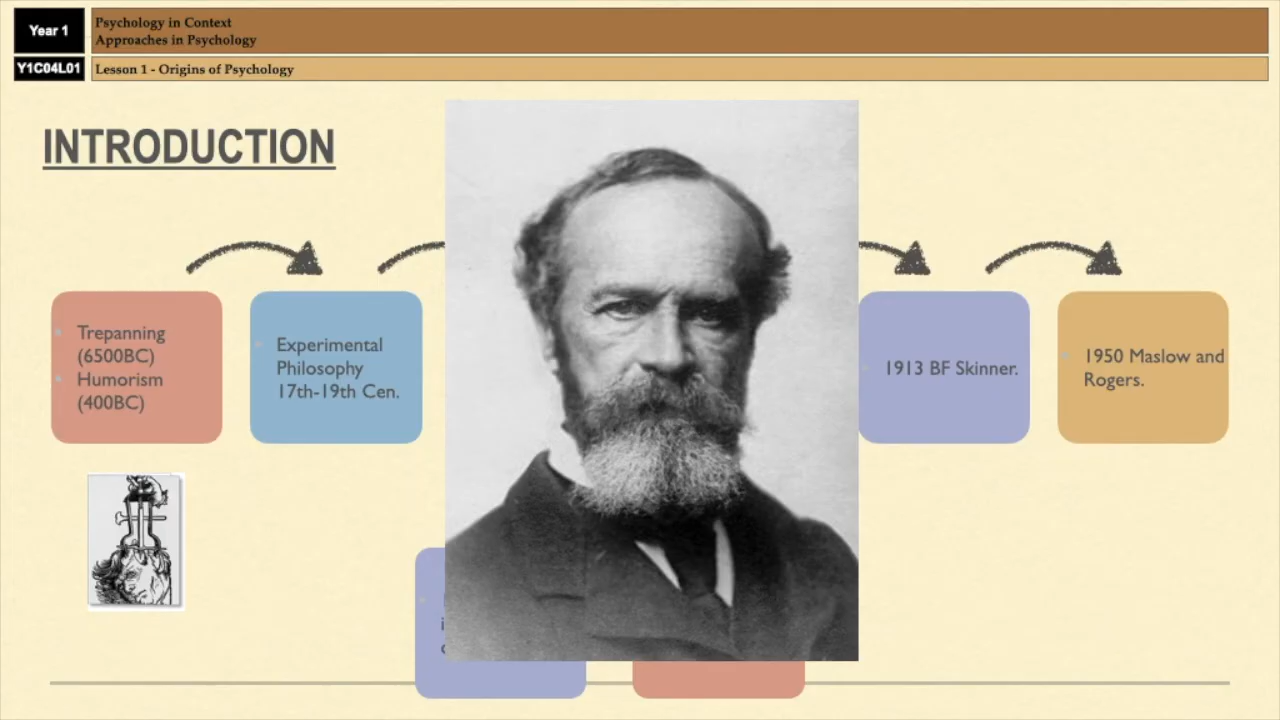 Year 1
Psychology in Context
Approaches in Psychology
Y1C04L01
Lesson 1 - Origins of Psychology
INTRODUCTION
Trepanning
(6500BC)
Humorism
(400BC)
Experimental
Philosophy
17th-19th Cen.
1913 BF Skinner.
1950 Maslow and
Rogers.